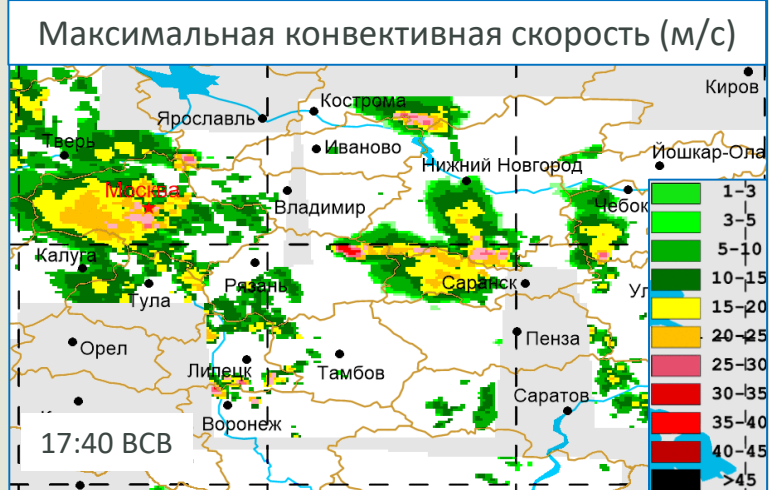 Максимальная конвективная скорость (м/с)
Киров
Кострома
Ярославль
Тверь
Иваново
Йошкар-Ола
Нижний Новгород
Москва
Владимир
Чебок
1-3
3-5
5-10
10-15
15-20
20-25
25-30
30-35
35-40
40-45
>45
Калуга
Рязань
Саранск
Ул
Тула
Орел
Пенза
Липецк
Тамбов
Саратов
Воронеж
17:40 ВСВ